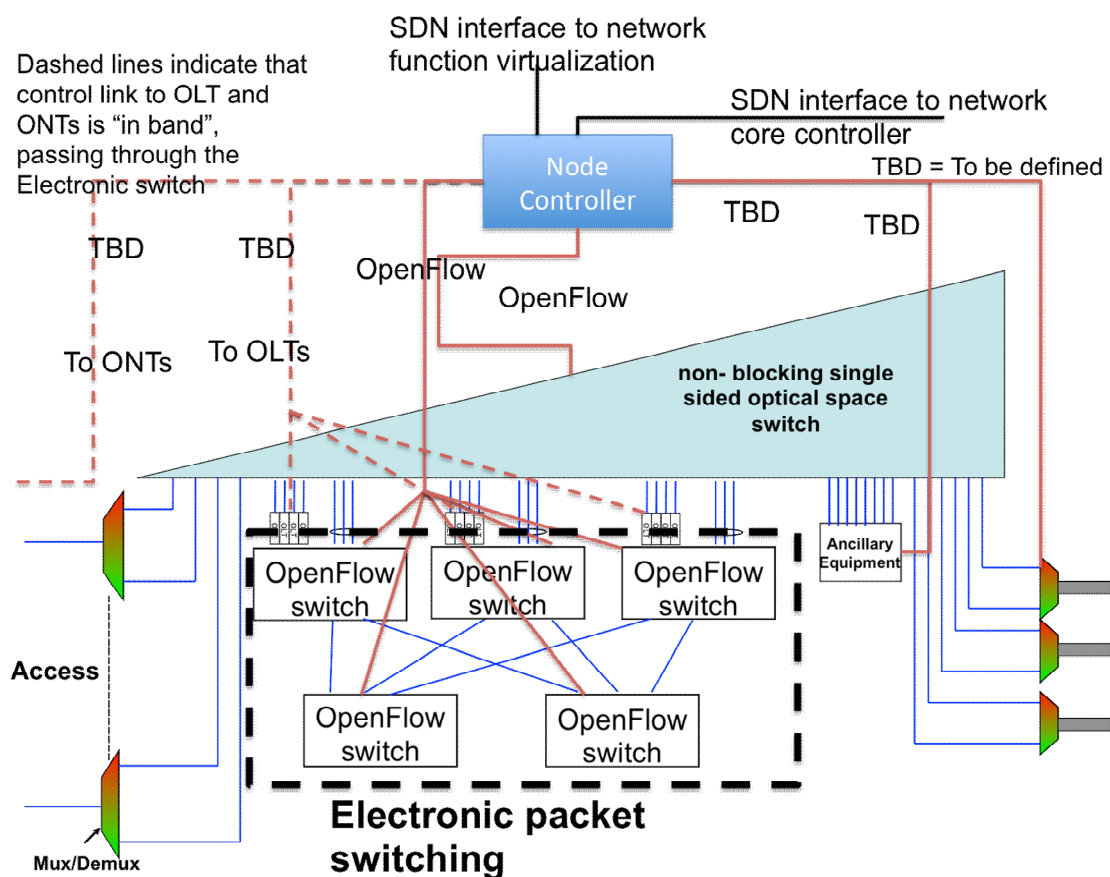 SDN interface to network
function virtualization
Dashed lines indicate that
control link to OLT and
ONTs is “in band”,
passing through the
Electronic switch
SDN interface to network
core controller
Node
Controller
TBD = To be defined
TBD
TBD
TBD
TBD
OpenFlow
OpenFlow
To ONTs
To OLTs
non- blocking single
sided optical space
switch
OLT
Ancillary
Equipment
OpenFlow
switch
OpenFlow
switch
OpenFlow
switch
Access
OpenFlow
switch
OpenFlow
switch
Electronic packet
switching
Mux/Demux